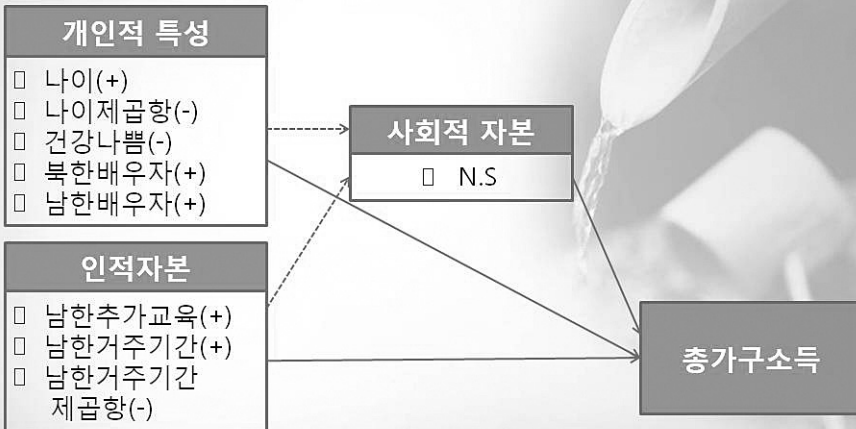 개인적 특성
▯ 나이(+)
▯ 나이제곱항(-)
▯ 건강나쁨(-)
▯ 북한배우자(+)
▯ 남한배우자(+)
사회적 자본
▯ N.S
인적자본
▯ 남한추가교육(+)
▯ 남한거주기간(+)
▯ 남한거주기간
제곱항(-)
총가구소득